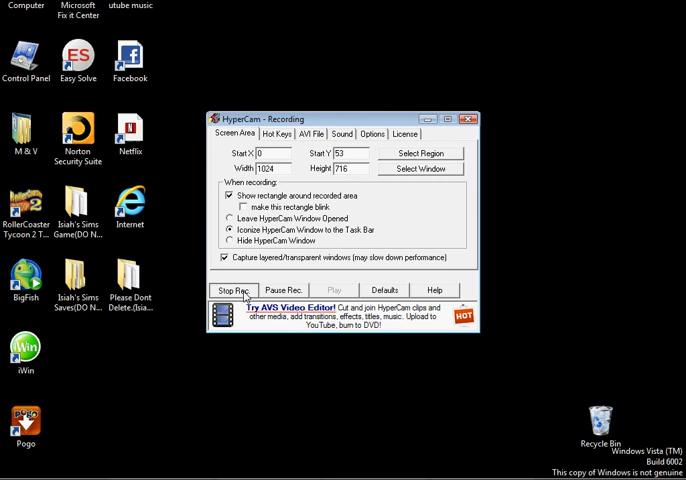 Computer
Microsoft
Fix it Center
utube music
ES
Control Panel
Easy Solve
Facebook
N
M & V
Norton
Security Suite
Netflix
2
RollerCoaster
Tycoon 2 T...
Isiah's Sims
Game(DO N...
Internet
BigFish
Isiah's Sims
Saves(DO N...
Please Dont
Delete.(Isia...
iWin
iWin
POGO
Pogo
HyperCam - Recording
Screen Area
Hot Keys
AVI File
Sound
Options
License
Start X 0
Start Y 53
Select Region
Width 1024
Height 716
Select Window
When recording:
Show rectangle around recorded area
make this rectangle blink
Leave HyperCam Window Opened
Iconize HyperCam Window to the Task Bar
Hide HyperCam Window
Capture layered/transparent windows (may slow down performance)
Stop Rec.
Pause Rec.
Play
Defaults
Help
Try AVS Video Editor! Cut and join HyperCam clips and
other media, add transitions, effects, titles, music. Upload to
YouTube, burn to DVD!
HOT
Recycle Bin
Windows Vista (TM)
Build 6002
This copy of Windows is not genuine